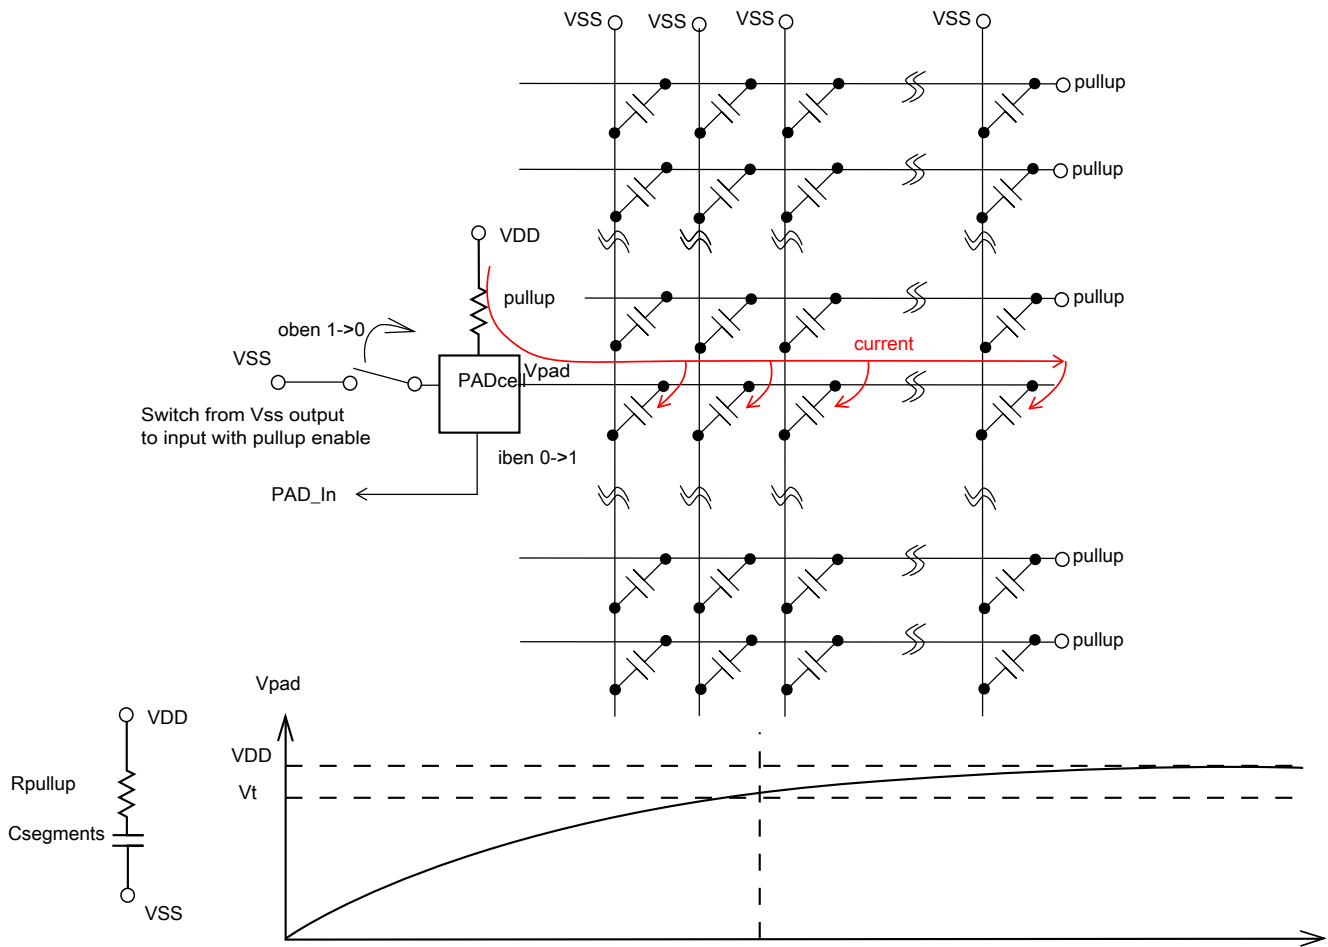 VSS VSS VSS VSS
pullup
pullup
VDD
pullup
pullup
oben 1->0
current
VSS
PADcell
Vpad
Switch from Vss output
to input with pullup enable
iben 0->1
PAD_In
pullup
pullup
Vpad
VDD
VDD
Rpullup
Vt
Csegments
VSS